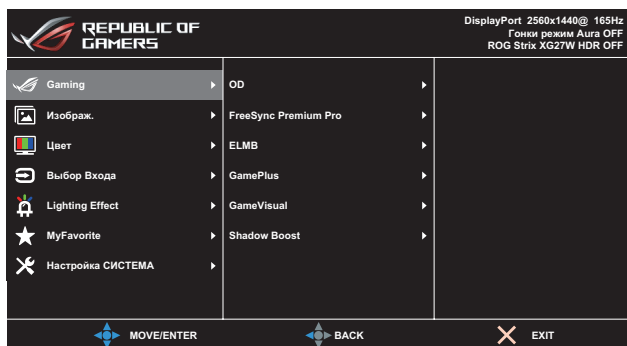 REPUBLIC OF
GAMERS
DisplayPort 2560x1440@ 165Hz
Гонки режим Aura OFF
ROG Strix XG27W HDR OFF
Gaming
Изображ.
Цвет
Выбор Входа
Lighting Effect
MyFavorite
Настройка СИСТЕМА
OD
FreeSync Premium Pro
ELMB
GamePlus
GameVisual
Shadow Boost
MOVE/ENTER
BACK
EXIT